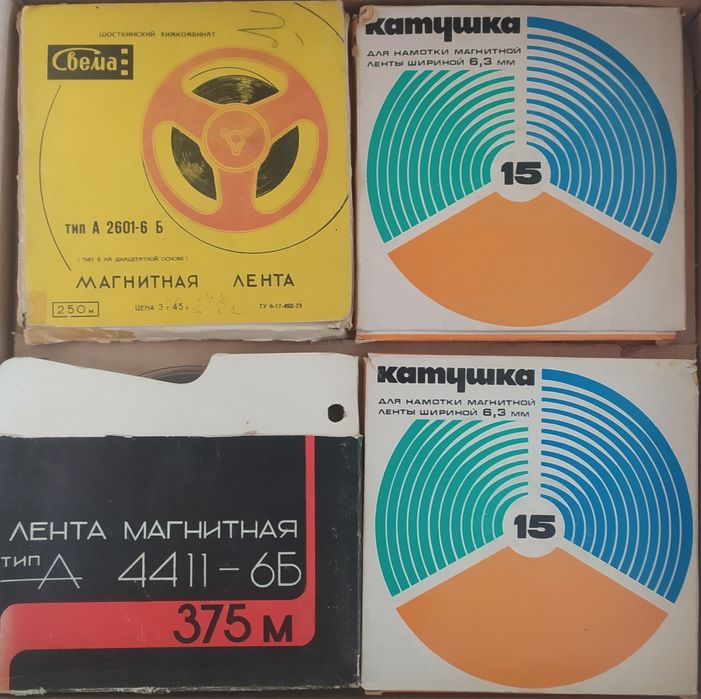 ШОСТКИНСКИЙ ХИМКОМБИНАТ
Свема
ТИП А 2601-6 Б
( ТИП 6 НА ДИАЦЕТАТНОЙ ОСНОВЕ )
МАГНИТНАЯ ЛЕНТА
250 М
ЦЕНА 3 р 45 к
ТУ 6-17-492-73
катушка
ДЛЯ НАМОТКИ МАГНИТНОЙ
ЛЕНТЫ ШИРИНОЙ 6,3 ММ
15
ЛЕНТА МАГНИТНАЯ
ТИП А 4411-6Б
375 М
катушка
ДЛЯ НАМОТКИ МАГНИТНОЙ
ЛЕНТЫ ШИРИНОЙ 6,3 ММ
15